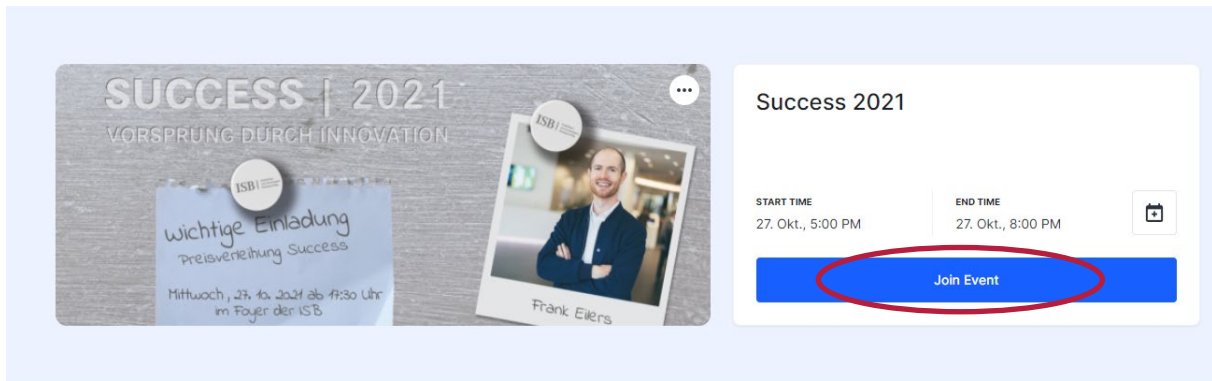 SUCCESS | 2021
VORSPRUNG DURCH INNOVATION
ISB
ISB
wichtige Einladung
Preisverleihung Success
Mittwoch, 27. 10. 2021 ab 17:30 Uhr
im Foyer der ISB
Frank Eilers
Success 2021
START TIME
27. Okt., 5:00 PM
END TIME
27. Okt., 8:00 PM
Join Event